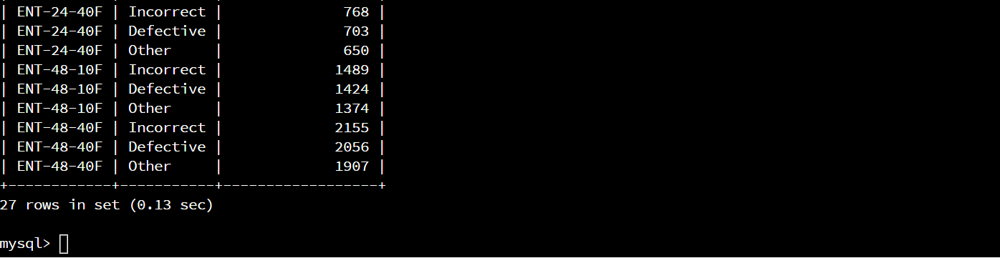 | ENT-24-40F | Incorrect |              768 |
| ENT-24-40F | Defective |              703 |
| ENT-24-40F | Other     |              650 |
| ENT-48-10F | Incorrect |             1489 |
| ENT-48-10F | Defective |             1424 |
| ENT-48-10F | Other     |             1374 |
| ENT-48-40F | Incorrect |             2155 |
| ENT-48-40F | Defective |             2056 |
| ENT-48-40F | Other     |             1907 |
+------------+-----------+------------------+
27 rows in set (0.13 sec)
mysql>